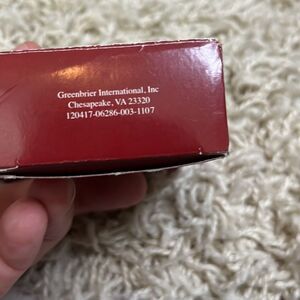 Greenbrier International, Inc
Chesapeake, VA 23320
120417-06286-003-1107